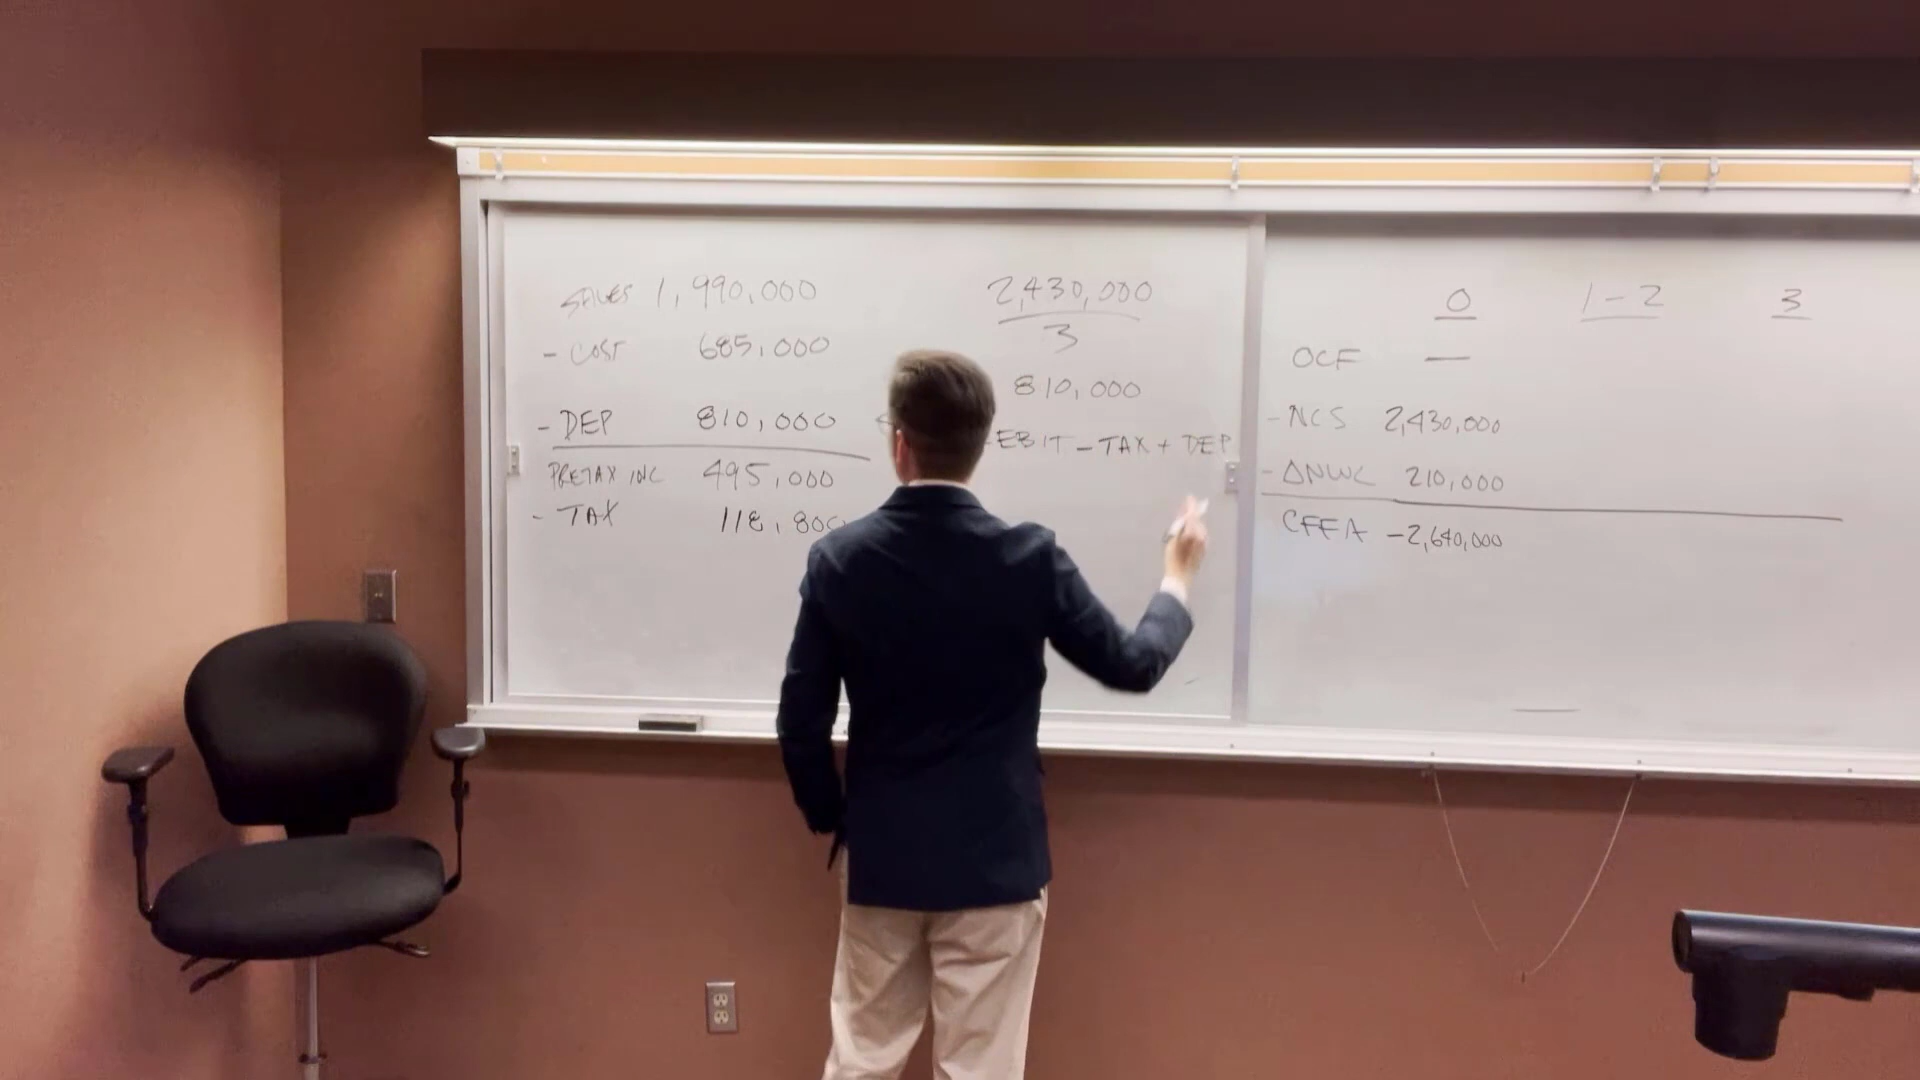 SALES 1,990,000
- COST 685,000
- DEP 810,000
PRETAX INC 495,000
- TAX 118,800
2,430,000
3
810,000
EBIT - TAX + DEP
0 1-2 3
OCF —
- NCS 2,430,000
- ΔNWC 210,000
CFFA -2,640,000